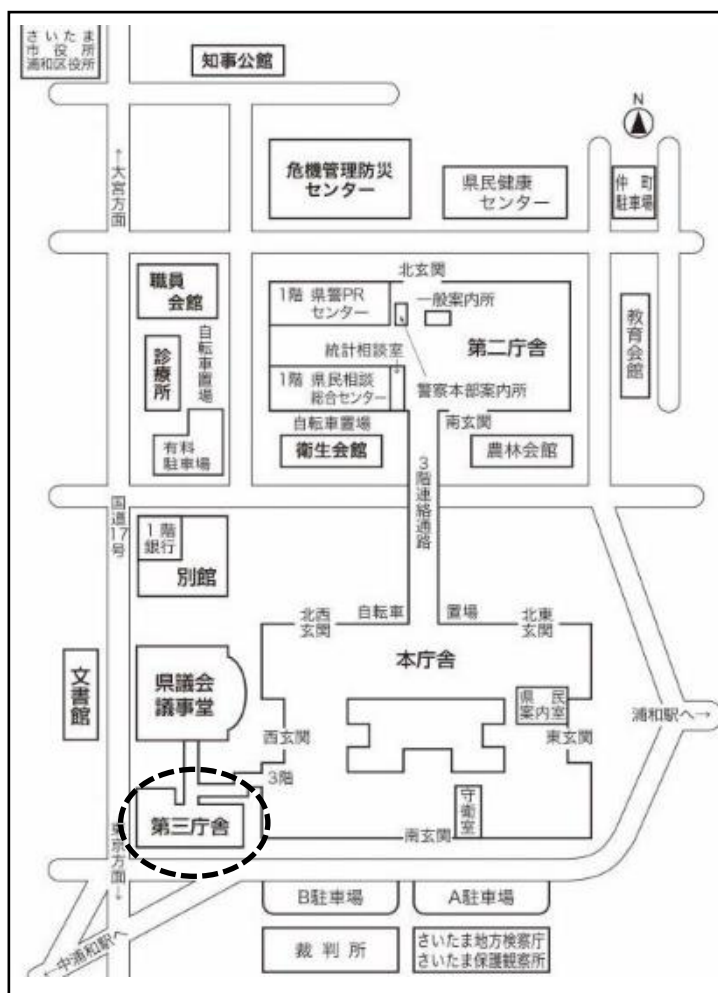 さいたま
市役所
浦和区役所
知事公館
N
←大宮方面
危機管理防災
センター
県民健康
センター
仲町
駐車場
職員
会館
自転車置場
診療所
有料
駐車場
北玄関
1階 県警PR
センター
一般案内所
第二庁舎
統計相談室
1階 県民相談
総合センター
警察本部案内所
南玄関
教育会館
自転車置場
衛生会館
農林会館
3階連絡通路
国道17号
1階
銀行
別館
北西
玄関
自転車
置場
北東
玄関
本庁舎
文書館
県議会
議事堂
県民
案内室
浦和駅へ→
西玄関
東玄関
3階
守衛室
第三庁舎
南玄関
東京方面→
B駐車場
A駐車場
←中浦和駅へ
裁判所
さいたま地方検察庁
さいたま保護観察所